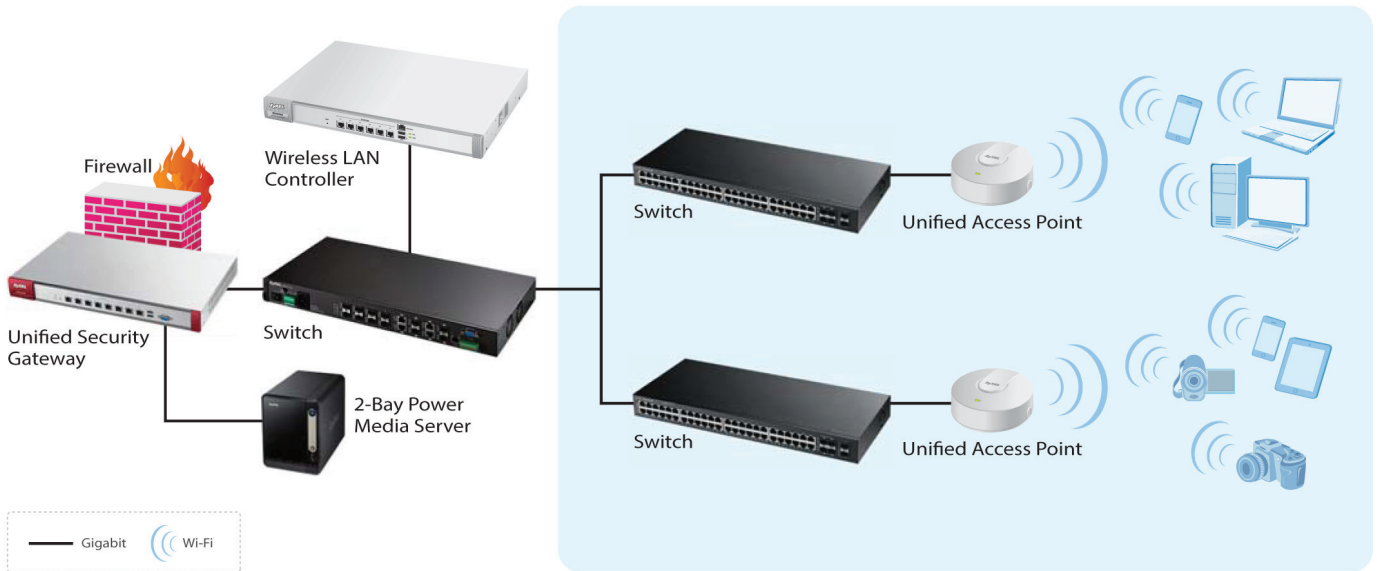 Firewall
Unified Security
Gateway
Wireless LAN
Controller
Switch
2-Bay Power
Media Server
Switch
Unified Access Point
Switch
Unified Access Point
Gigabit
Wi-Fi